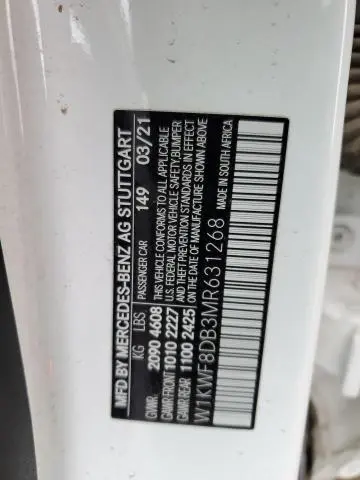 MFD BY MERCEDES-BENZ AG STUTTGART
KG LBS PASSENGER CAR 149 03/21
GVWR 2090 4608 THIS VEHICLE CONFORMS TO ALL APPLICABLE
GAWR FRONT 1010 2227 U.S. FEDERAL MOTOR VEHICLE SAFETY, BUMPER
GAWR REAR 1100 2425 AND THEFT PREVENTION STANDARDS IN EFFECT
ON THE DATE OF MANUFACTURE SHOWN ABOVE
W1KWF8DB3MR631268 MADE IN SOUTH AFRICA